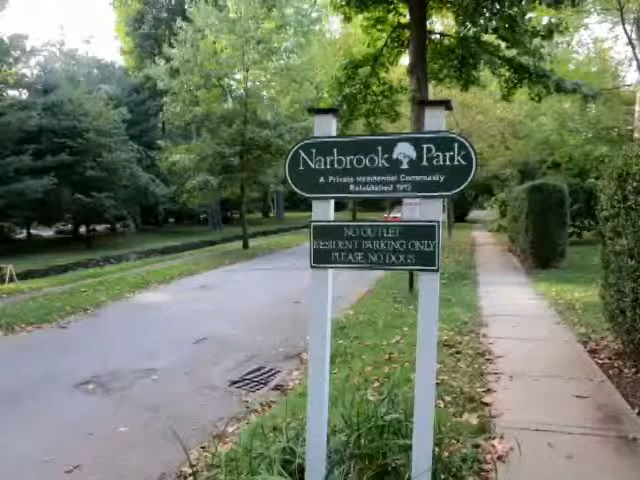 Narbrook Park
A Private Residential Community
Established 1915
NO OUTLET
RESIDENT PARKING ONLY
PLEASE, NO DOGS